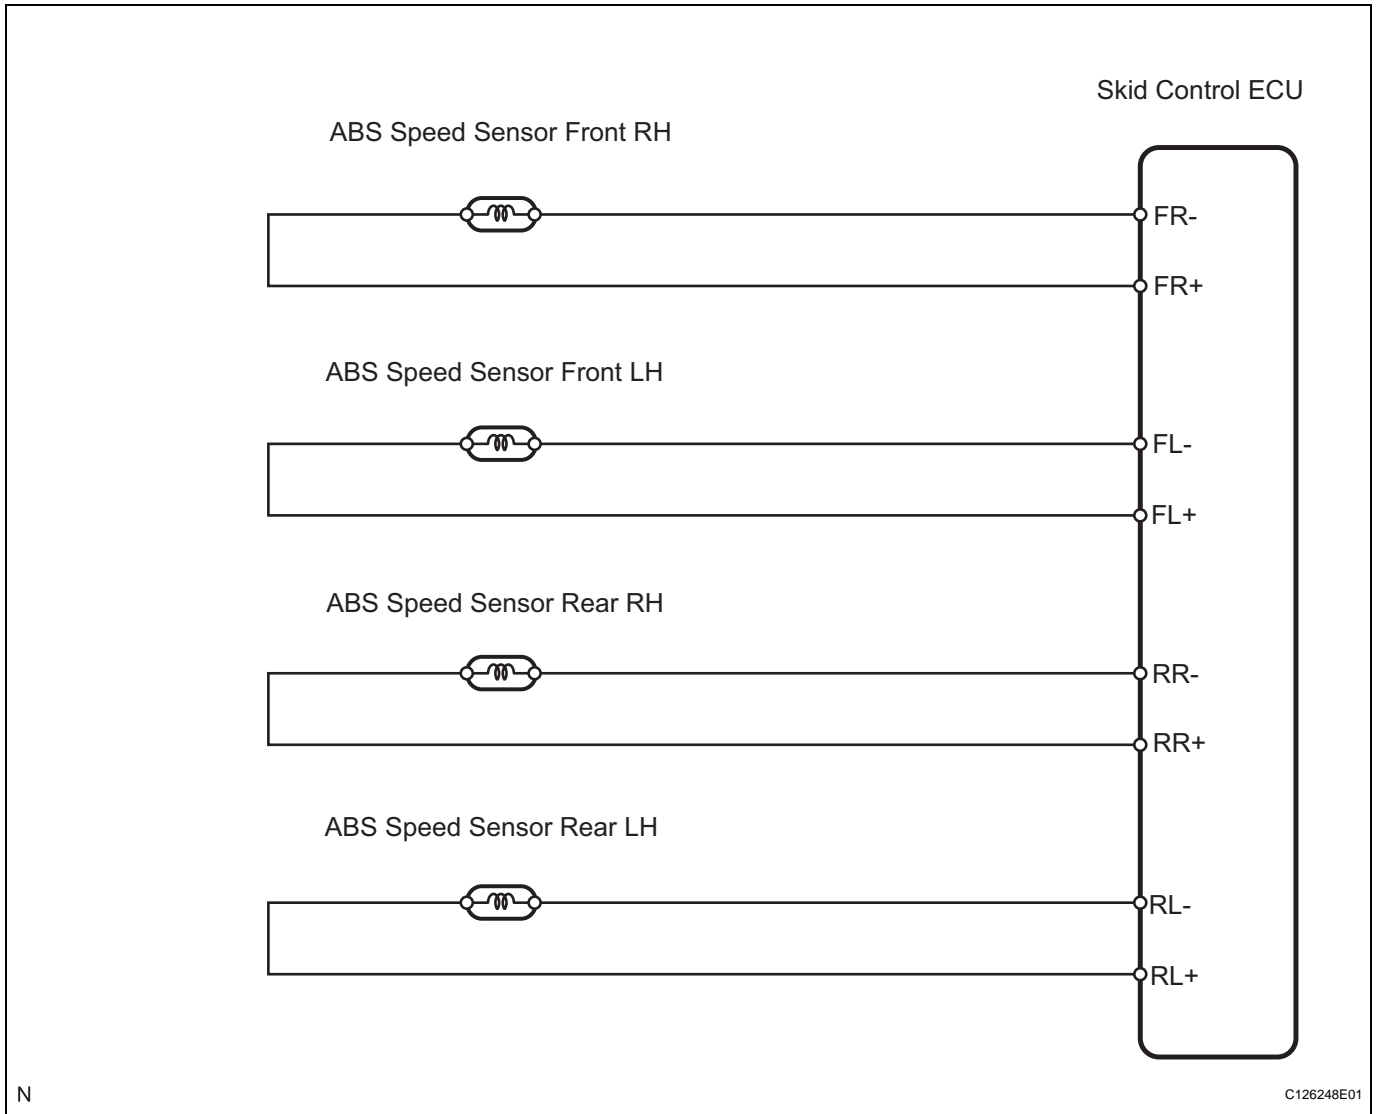 Skid Control ECU
ABS Speed Sensor Front RH
FR-
FR+
ABS Speed Sensor Front LH
FL-
FL+
ABS Speed Sensor Rear RH
RR-
RR+
ABS Speed Sensor Rear LH
RL-
RL+
N
C126248E01